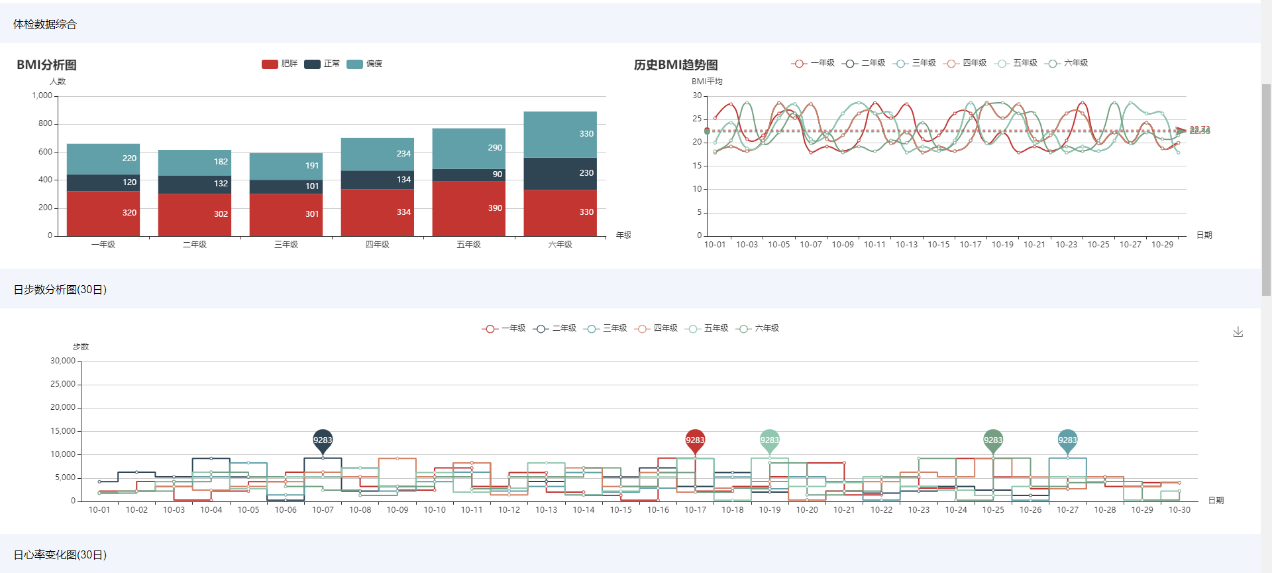 体检数据综合
BMI分析图
肥胖 正常 偏瘦
人数
1,000
800
600
400
200
0
220 182 191 234 290 330
120 132 101 134 90 230
320 302 301 334 390 330
一年级 二年级 三年级 四年级 五年级 六年级
年级
历史BMI趋势图
一年级 二年级 三年级 四年级 五年级 六年级
BMI平均
30
25
20
15
10
5
0
10-01 10-03 10-05 10-07 10-09 10-11 10-13 10-15 10-17 10-19 10-21 10-23 10-25 10-27 10-29
日期
日步数分析图(30日)
一年级 二年级 三年级 四年级 五年级 六年级
步数
30,000
25,000
20,000
15,000
10,000
5,000
0
9283 9283 9283 9283 9283
10-01 10-02 10-03 10-04 10-05 10-06 10-07 10-08 10-09 10-10 10-11 10-12 10-13 10-14 10-15 10-16 10-17 10-18 10-19 10-20 10-21 10-22 10-23 10-24 10-25 10-26 10-27 10-28 10-29 10-30
日期
日心率变化图(30日)